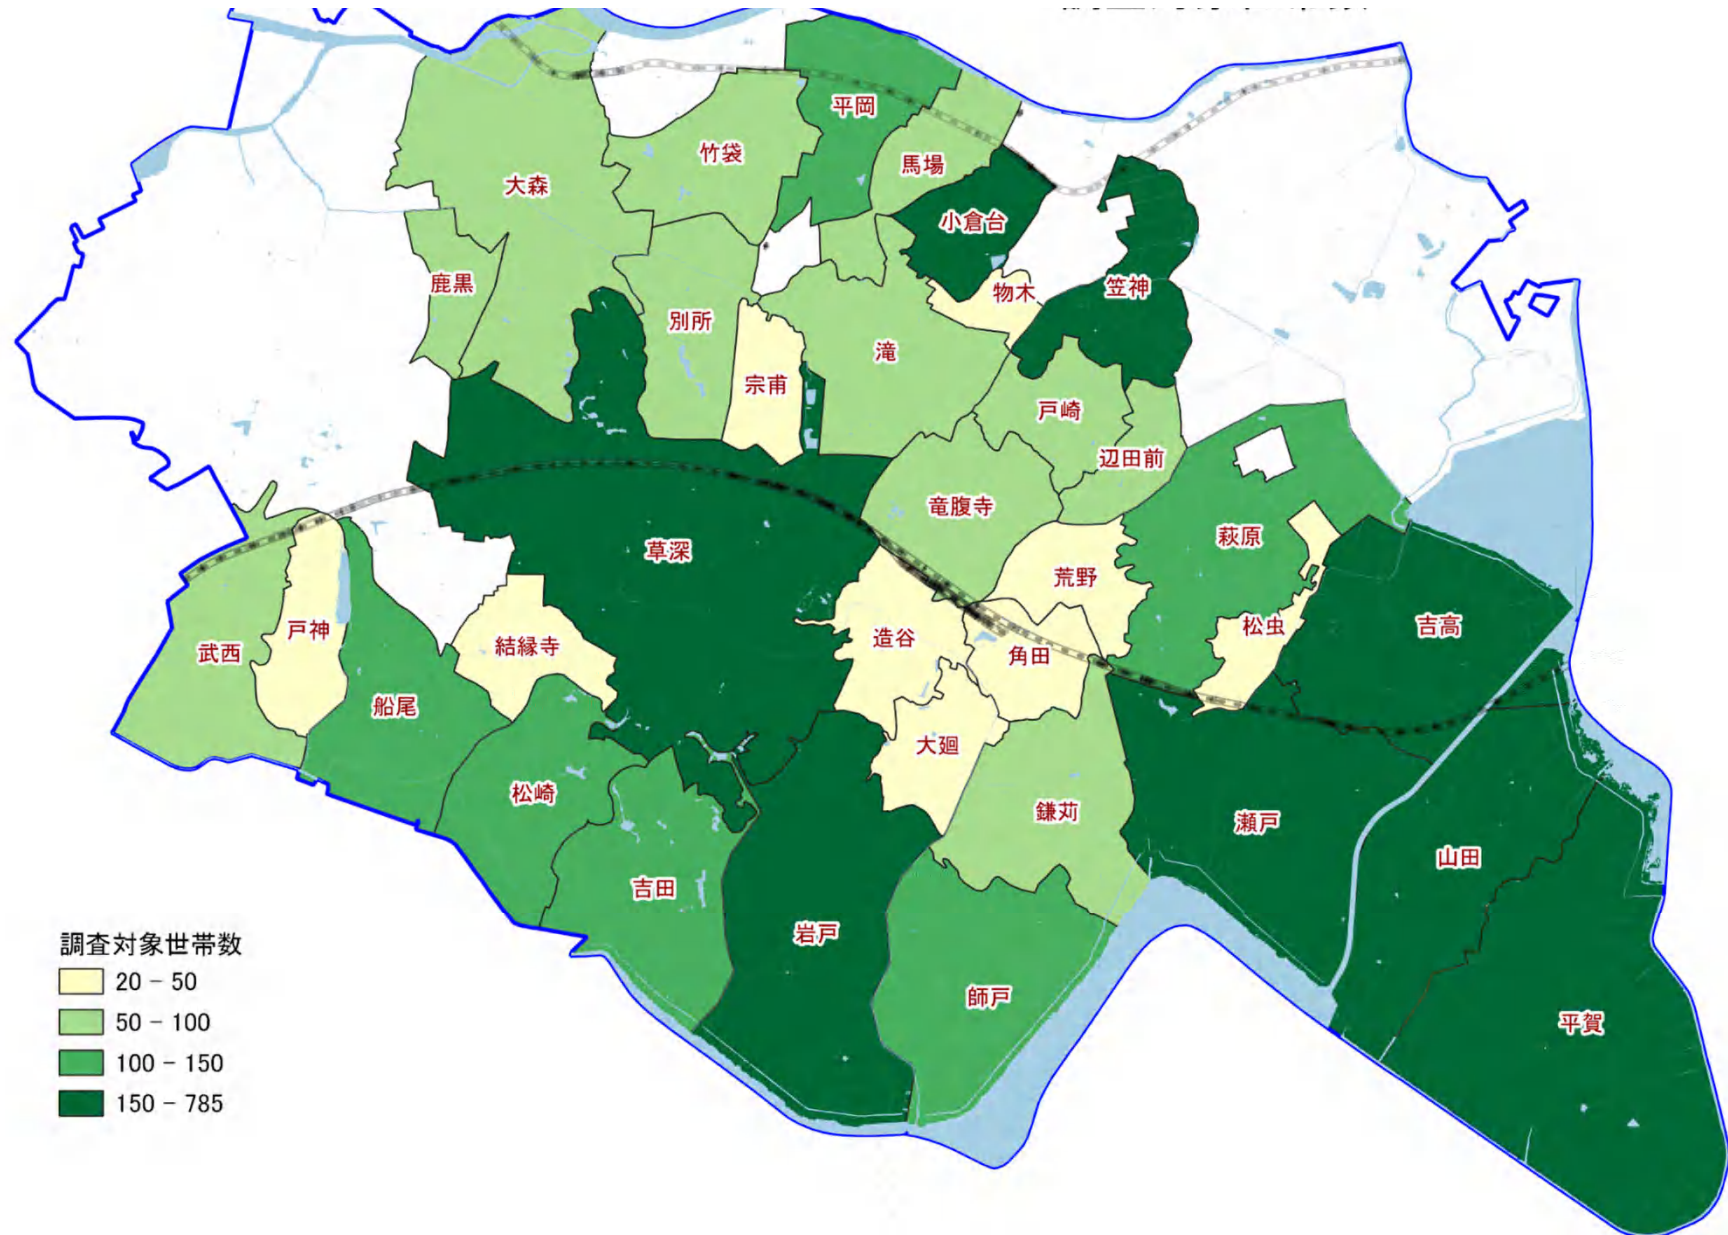 平岡
竹袋
馬場
大森
小倉台
鹿黒
物木
笠神
別所
滝
宗甫
戸崎
辺田前
竜腹寺
萩原
草深
荒野
松虫
吉高
戸神
造谷
結縁寺
武西
角田
船尾
大廻
松崎
鎌苅
瀬戸
山田
吉田
岩戸
師戸
平賀
調査対象世帯数
20 - 50
50 - 100
100 - 150
150 - 785